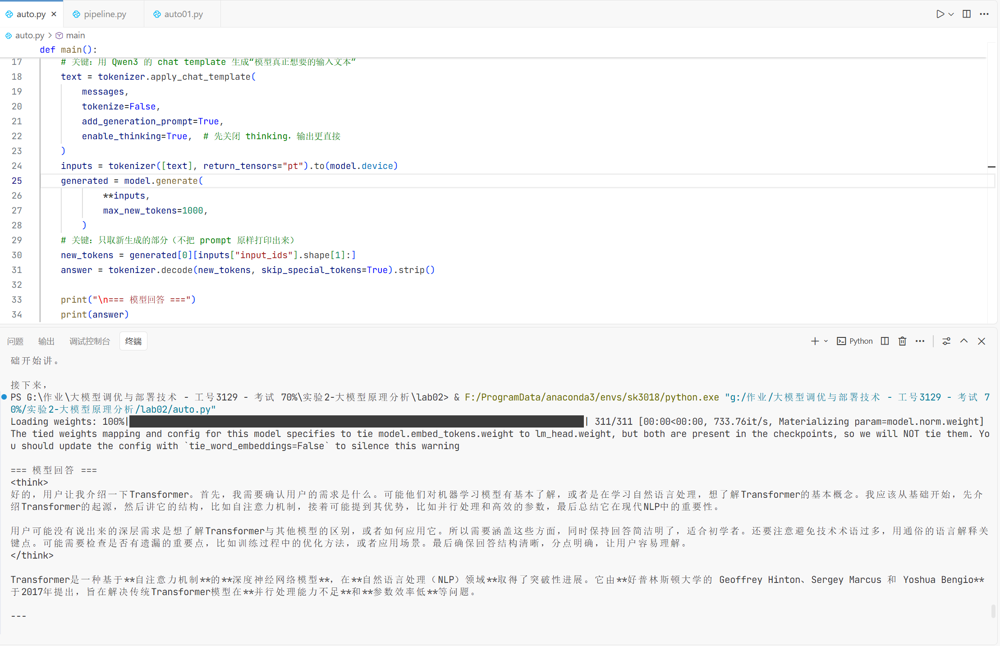 auto.py
pipeline.py
auto01.py
auto.py > main
def main():
17 # 关键：用 Qwen3 的 chat template 生成“模型真正想要的输入文本”
18 text = tokenizer.apply_chat_template(
19 messages,
20 tokenize=False,
21 add_generation_prompt=True,
22 enable_thinking=True,  # 先关闭 thinking，输出更直接
23 )
24 inputs = tokenizer([text], return_tensors="pt").to(model.device)
25 generated = model.generate(
26 **inputs,
27 max_new_tokens=1000,
28 )
29 # 关键：只取新生成的部分（不把 prompt 原样打印出来）
30 new_tokens = generated[0][inputs["input_ids"].shape[1]:]
31 answer = tokenizer.decode(new_tokens, skip_special_tokens=True).strip()
32
33 print("\n=== 模型回答 ===")
34 print(answer)
问题 输出 调试控制台 终端 Python
础开始讲。
接下来，
PS G:\作业\大模型调优与部署技术 - 工号3129 - 考试 70%\实验2-大模型原理分析\lab02> & F:/ProgramData/anaconda3/envs/sk3018/python.exe "g:/作业/大模型调优与部署技术 - 工号3129 - 考试 7
0%/实验2-大模型原理分析/lab02/auto.py"
Loading weights: 100%| | 311/311 [00:00<00:00, 733.76it/s, Materializing param=model.norm.weight]
The tied weights mapping and config for this model specifies to tie model.embed_tokens.weight to lm_head.weight, but both are present in the checkpoints, so we will NOT tie them. Yo
u should update the config with `tie_word_embeddings=False` to silence this warning
=== 模型回答 ===
<think>
好的，用户让我介绍一下Transformer。首先，我需要确认用户的需求是什么。可能他们对机器学习模型有基本了解，或者是在学习自然语言处理，想了解Transformer的基本概念。我应该从基础开始，先介
绍Transformer的起源，然后讲它的结构，比如自注意力机制，接着可能提到其优势，比如并行处理和高效的参数，最后总结它在现代NLP中的重要性。
用户可能没有说出来的深层需求是想了解Transformer与其他模型的区别，或者如何应用它。所以需要涵盖这些方面，同时保持回答简洁明了，适合初学者。还要注意避免技术术语过多，用通俗的语言解释关
键点。可能需要检查是否有遗漏的重要点，比如训练过程中的优化方法，或者应用场景。最后确保回答结构清晰，分点明确，让用户容易理解。
</think>
Transformer是一种基于**自注意力机制**的**深度神经网络模型**，在**自然语言处理（NLP）领域**取得了突破性进展。它由**好普林斯顿大学的 Geoffrey Hinton、Sergey Marcus 和 Yoshua Bengio**
于2017年提出，旨在解决传统Transformer模型在**并行处理能力不足**和**参数效率低**等问题。
---